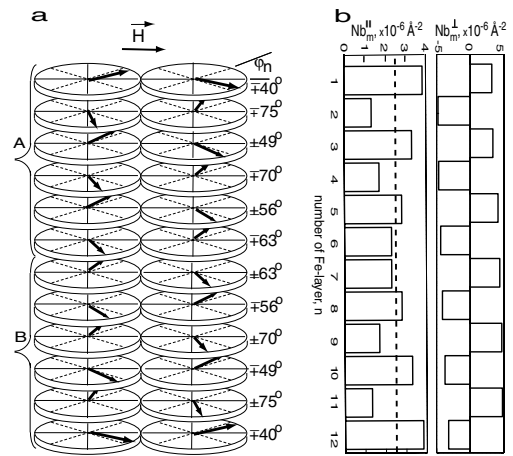 a
H
φn
∓40°
∓75°
±49°
∓70°
±56°
∓63°
±63°
∓56°
±70°
∓49°
±75°
∓40°
A
B
b
Nbm‖, x10-6 Å-2
0 1 2 3 4
Nbm⊥, x10-6 Å-2
-5 0 5
number of Fe-layer, n
1
2
3
4
5
6
7
8
9
10
11
12